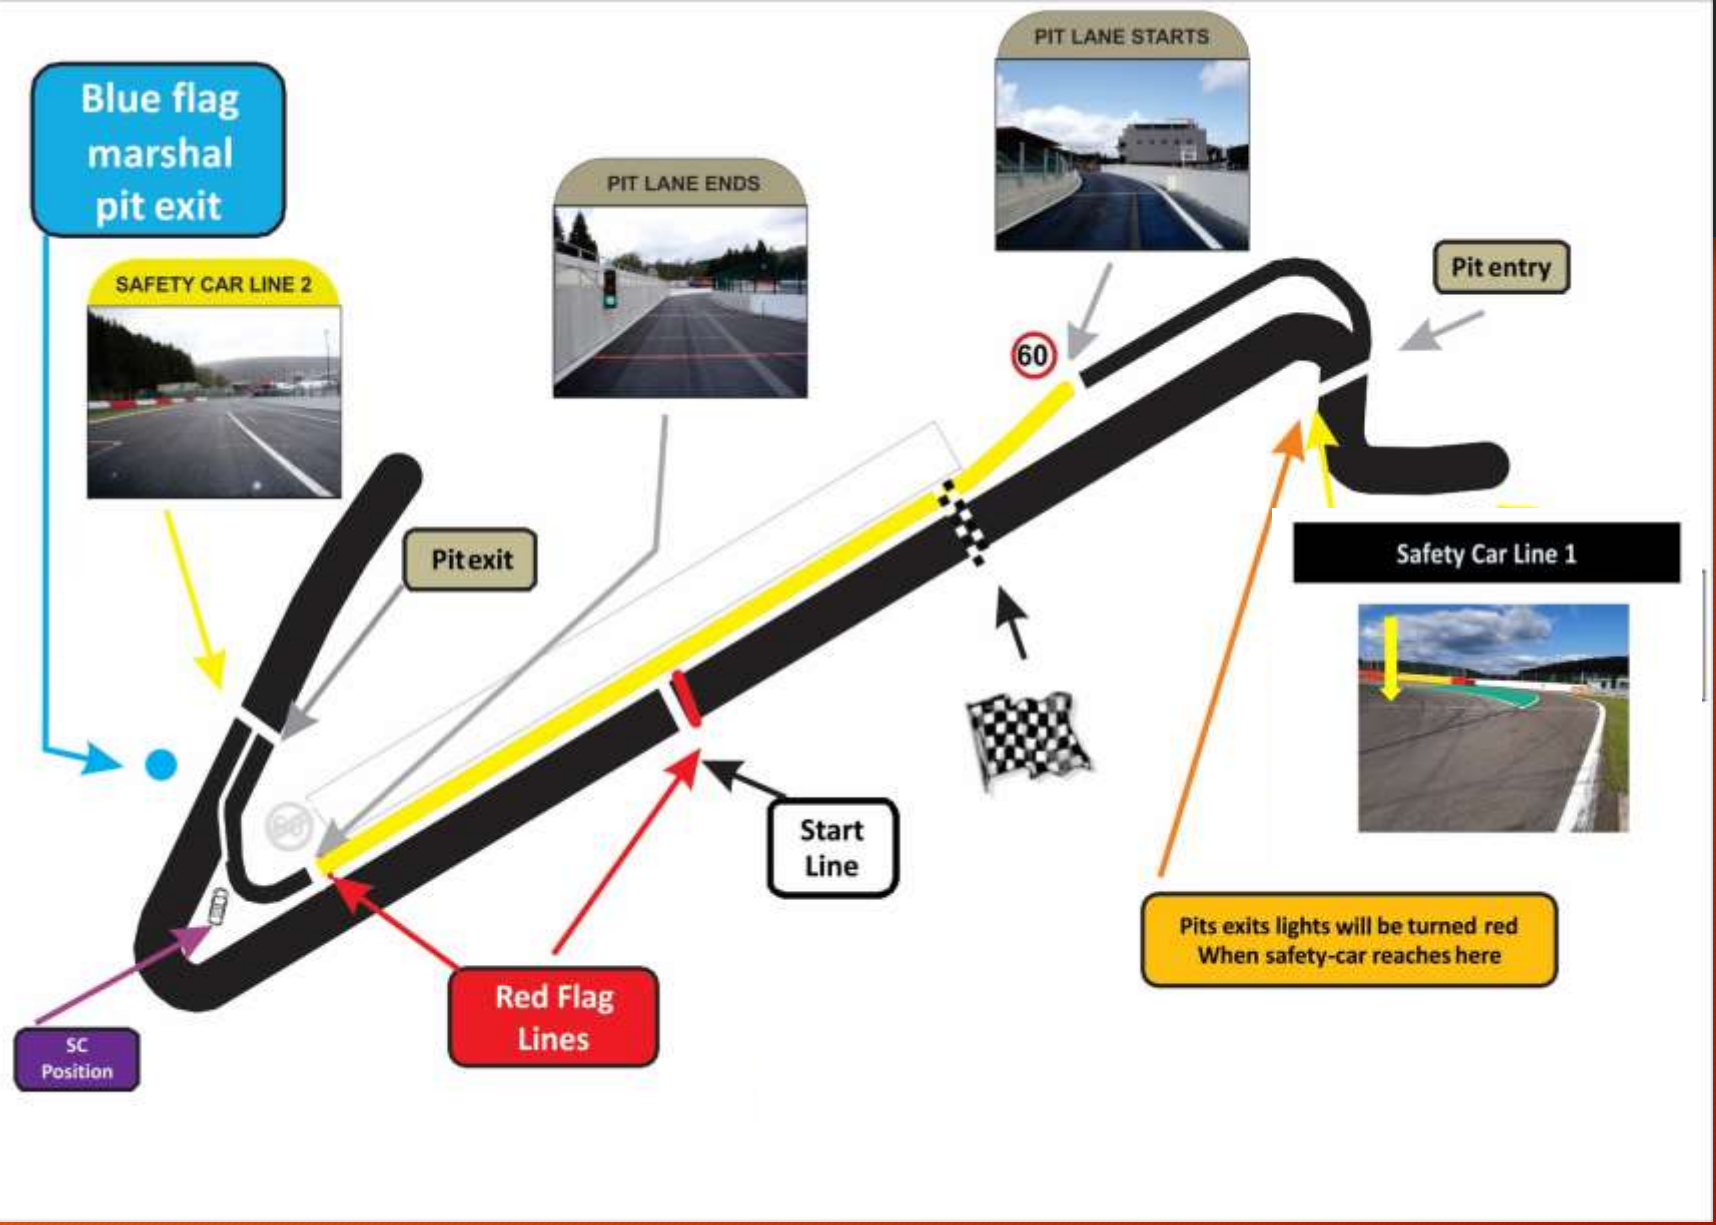 PIT LANE STARTS
Blue flag
marshal
pit exit
PIT LANE ENDS
Pit entry
SAFETY CAR LINE 2
60
Pit exit
Safety Car Line 1
60
Start
Line
Pits exits lights will be turned red
When safety-car reaches here
Red Flag
Lines
SC
Position